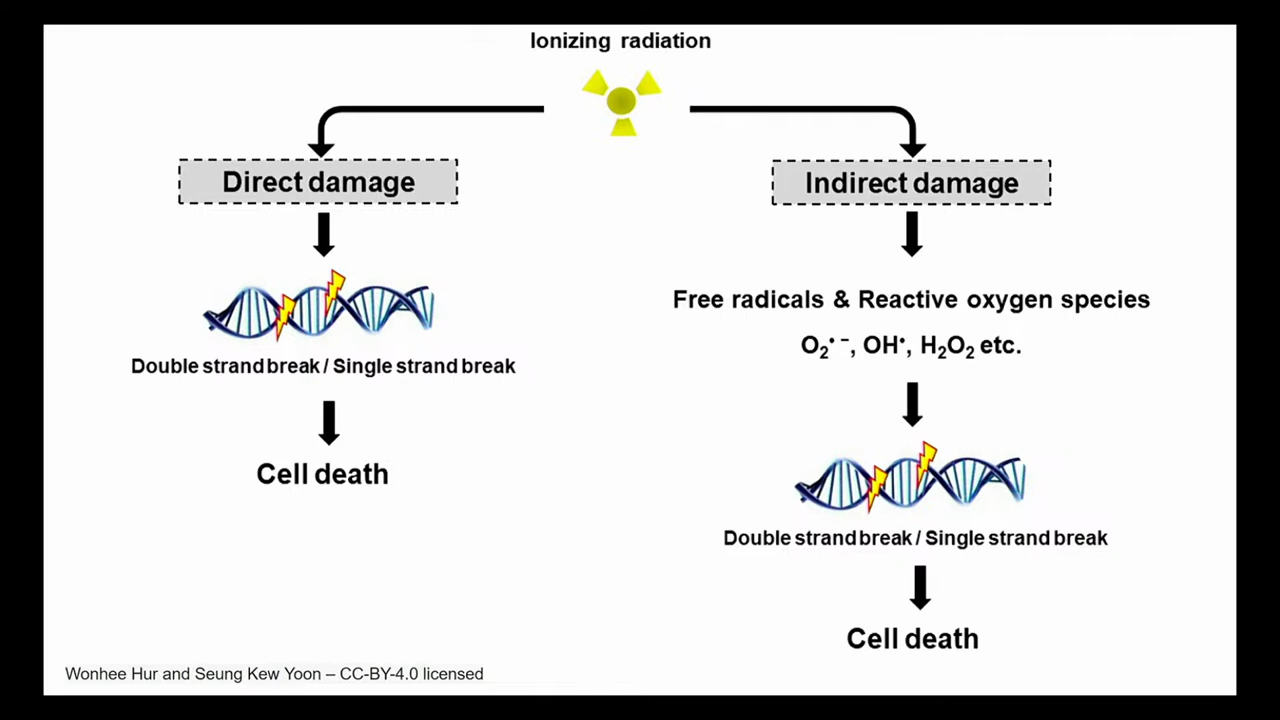 Ionizing radiation
Direct damage
Double strand break / Single strand break
Cell death
Indirect damage
Free radicals & Reactive oxygen species
O₂•⁻, OH•, H₂O₂ etc.
Double strand break / Single strand break
Cell death
Wonhee Hur and Seung Kew Yoon – CC-BY-4.0 licensed